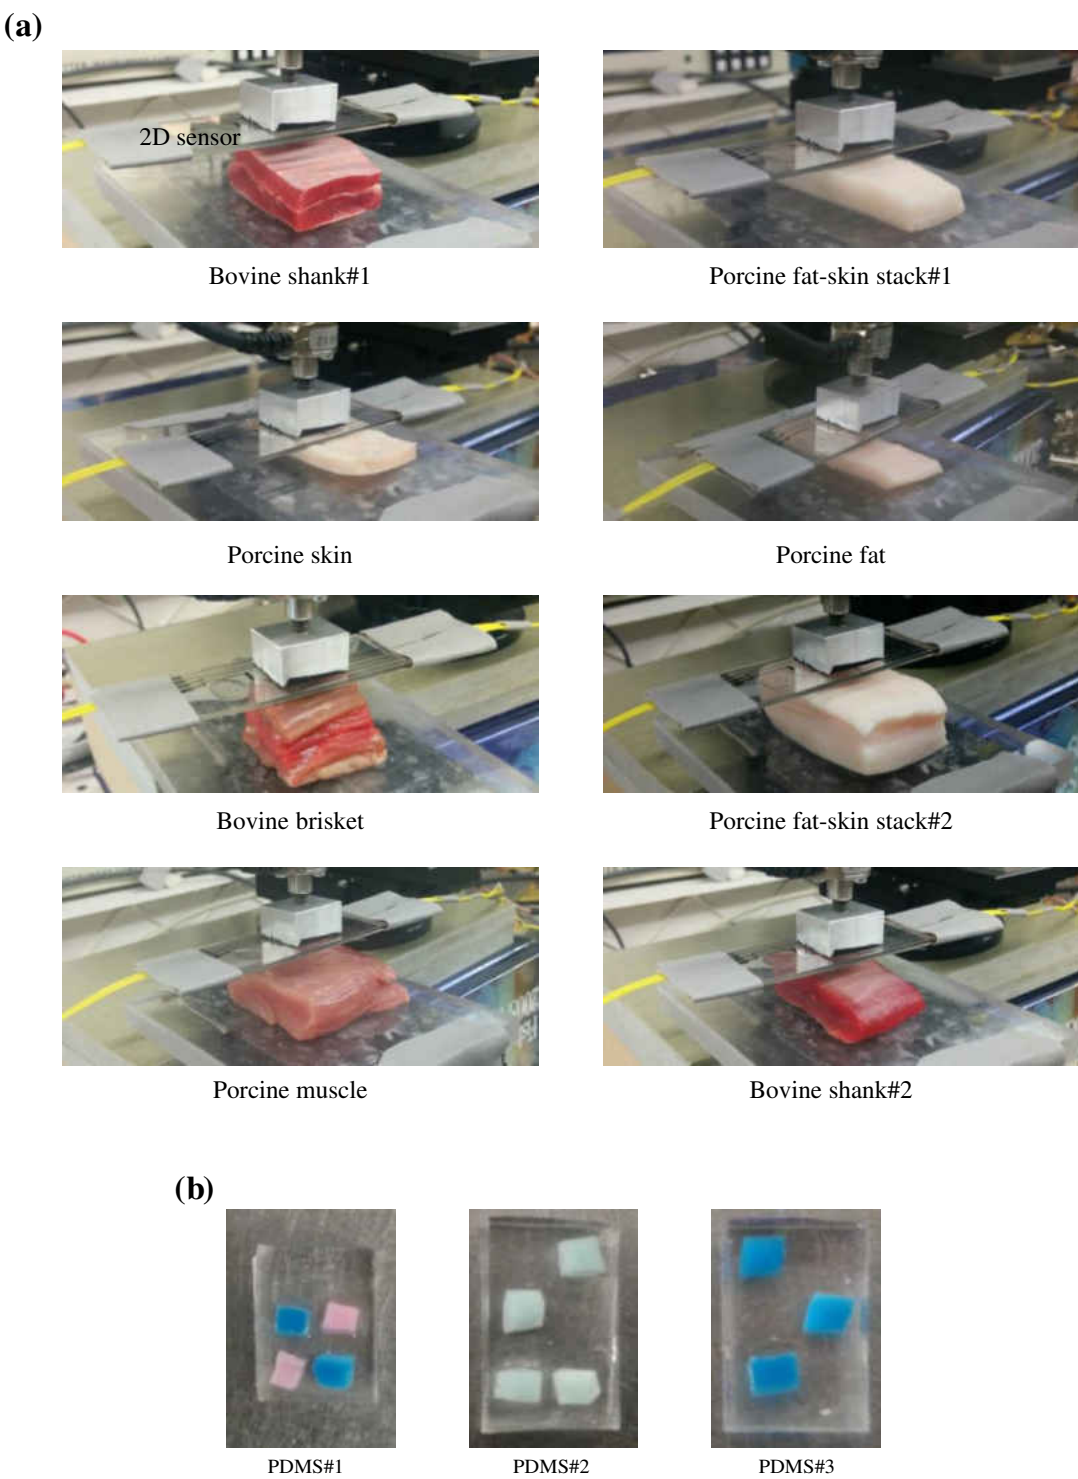 (a)
2D sensor
Bovine shank#1
Porcine fat-skin stack#1
Porcine skin
Porcine fat
Bovine brisket
Porcine fat-skin stack#2
Porcine muscle
Bovine shank#2
(b)
PDMS#1
PDMS#2
PDMS#3